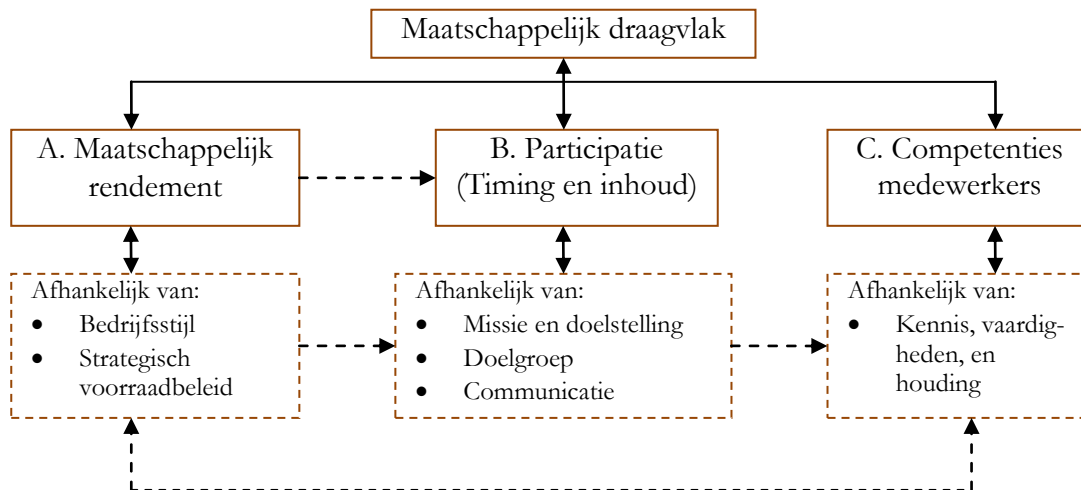 Maatschappelijk draagvlak
A. Maatschappelijk
rendement
B. Participatie
(Timing en inhoud)
C. Competenties
medewerkers
Afhankelijk van:
• Bedrijfsstijl
• Strategisch
voorraadbeleid
Afhankelijk van:
• Missie en doelstelling
• Doelgroep
• Communicatie
Afhankelijk van:
• Kennis, vaardig-
heden, en
houding